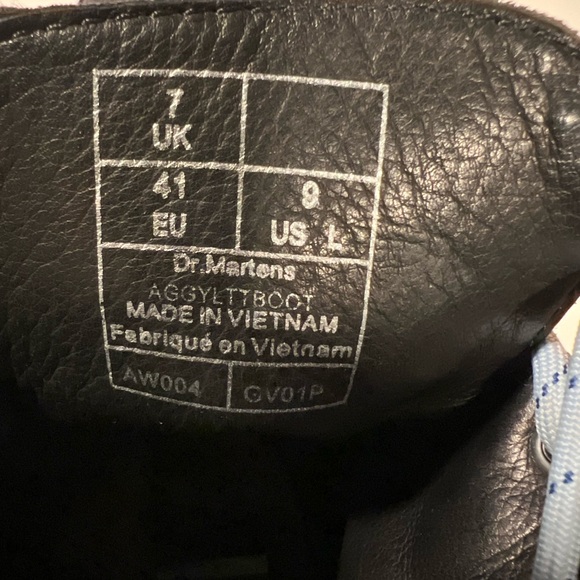 7
UK
41
EU
9
US L
Dr.Martens
AGGYLTTBOOT
MADE IN VIETNAM
Fabriqué en Vietnam
AW004
GV01P